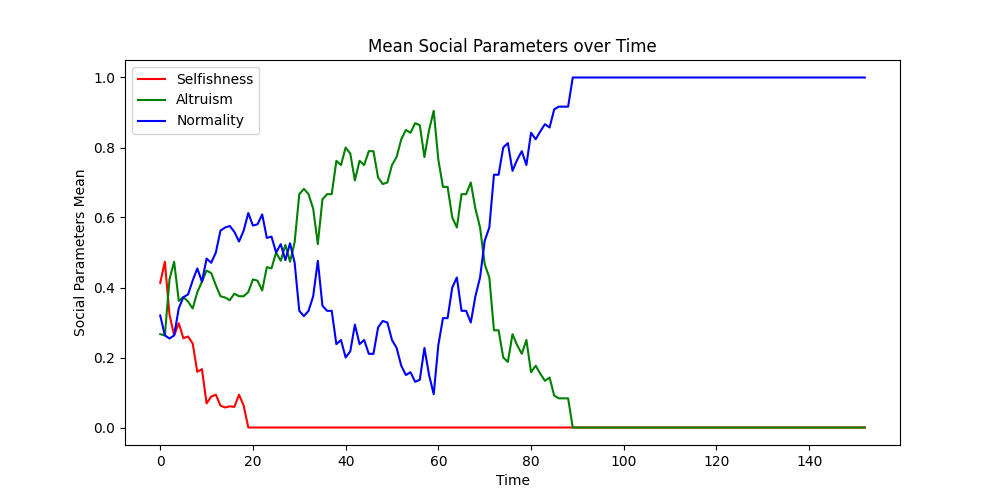 Mean Social Parameters over Time
Selfishness
Altruism
Normality
Social Parameters Mean
1.0
0.8
0.6
0.4
0.2
0.0
0 20 40 60 80 100 120 140
Time